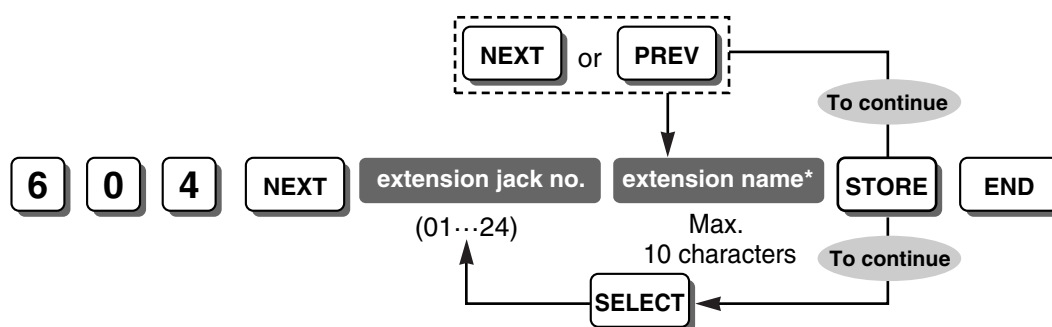 NEXT or PREV
To continue
6 0 4 NEXT extension jack no. extension name* STORE END
(01···24) Max.
10 characters To continue
SELECT